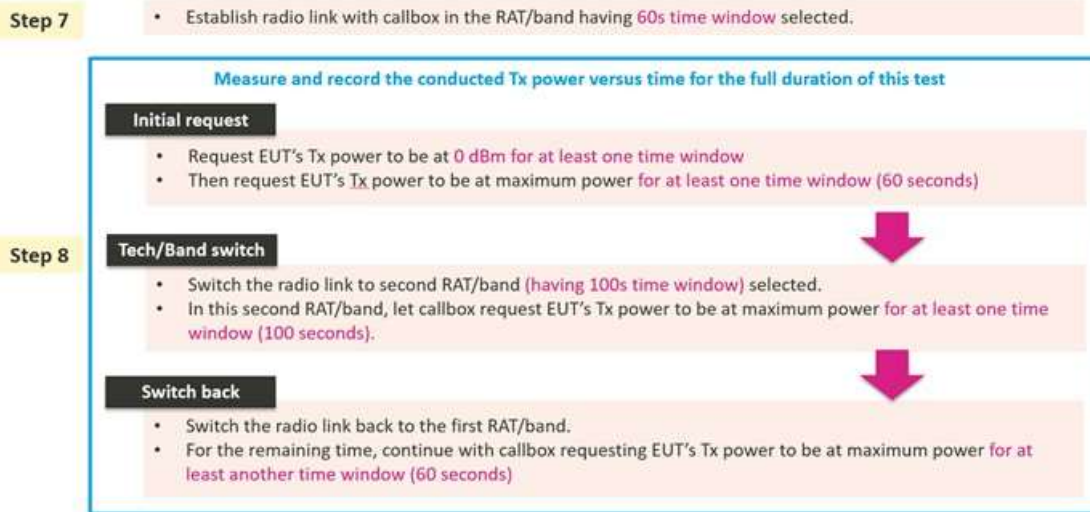 Step 7
• Establish radio link with callbox in the RAT/band having 60s time window selected.
Measure and record the conducted Tx power versus time for the full duration of this test
Initial request
• Request EUT's Tx power to be at 0 dBm for at least one time window
• Then request EUT's Tx power to be at maximum power for at least one time window (60 seconds)
Step 8
Tech/Band switch
• Switch the radio link to second RAT/band (having 100s time window) selected.
• In this second RAT/band, let callbox request EUT's Tx power to be at maximum power for at least one time
window (100 seconds).
Switch back
• Switch the radio link back to the first RAT/band.
• For the remaining time, continue with callbox requesting EUT's Tx power to be at maximum power for at
least another time window (60 seconds)